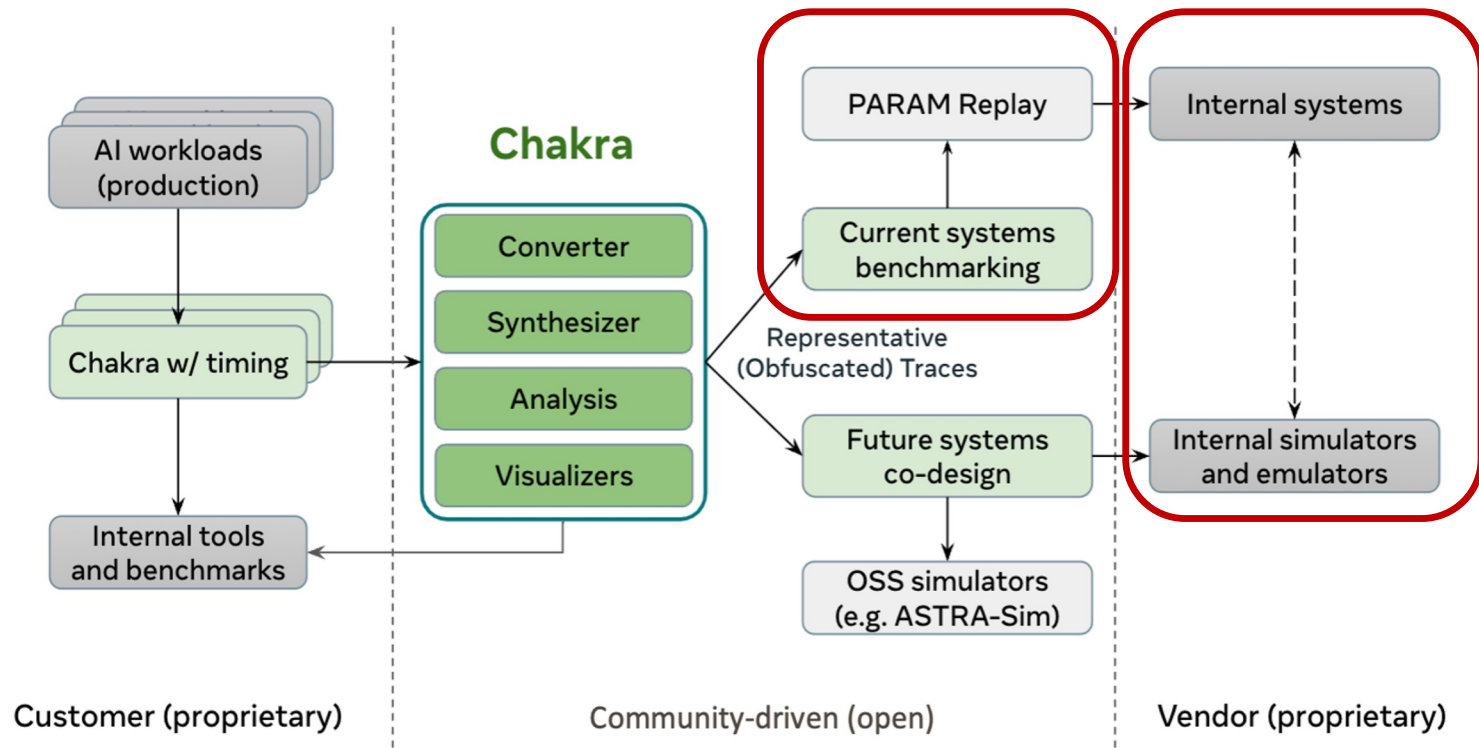 AI workloads
(production)
Chakra w/ timing
Internal tools
and benchmarks
Chakra
Converter
Synthesizer
Analysis
Visualizers
Representative
(Obfuscated) Traces
PARAM Replay
Current systems
benchmarking
Future systems
co-design
OSS simulators
(e.g. ASTRA-Sim)
Internal systems
Internal simulators
and emulators
Customer (proprietary)
Community-driven (open)
Vendor (proprietary)